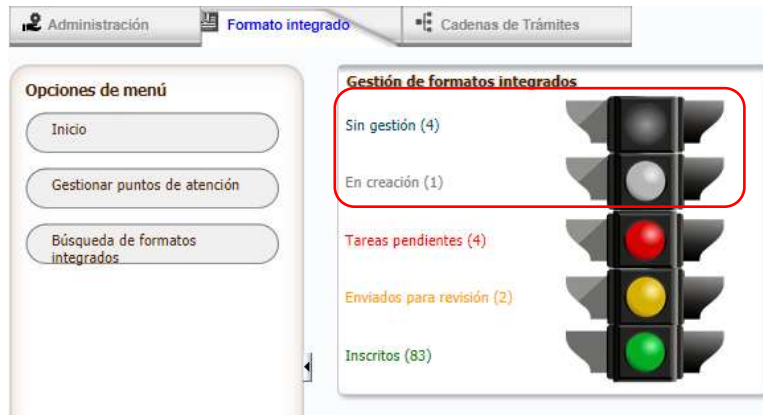 Administración
Formato integrado
Cadenas de Trámites
Opciones de menú
Inicio
Gestionar puntos de atención
Búsqueda de formatos
integrados
Gestión de formatos integrados
Sin gestión (4)
En creación (1)
Tareas pendientes (4)
Enviados para revisión (2)
Inscritos (83)